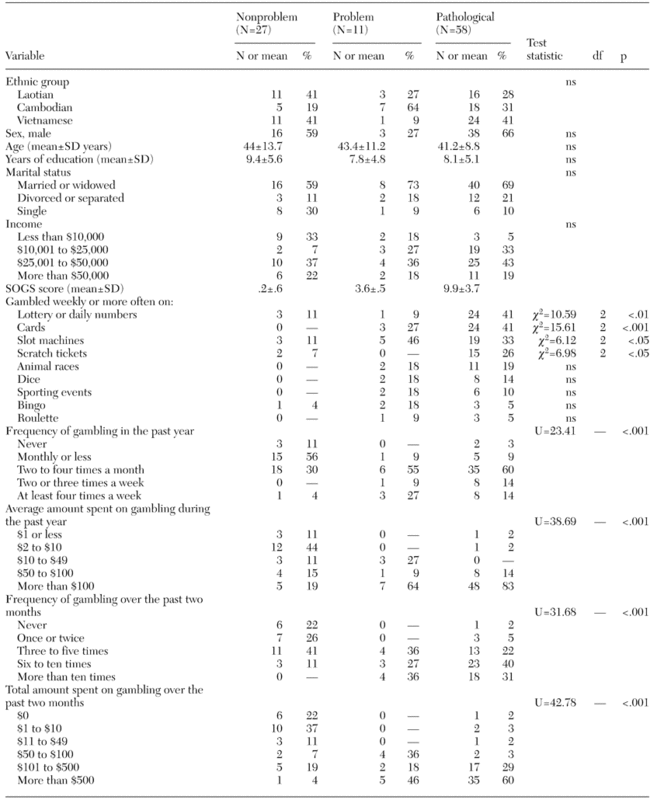 Nonproblem Problem Pathological
(N=27) (N=11) (N=58)
Test
Variable N or mean % N or mean % N or mean % statistic df p
Ethnic group ns
Laotian 11 41 3 27 16 28
Cambodian 5 19 7 64 18 31
Vietnamese 11 41 1 9 24 41
Sex, male 16 59 3 27 38 66 ns
Age (mean±SD years) 44±13.7 43.4±11.2 41.2±8.8 ns
Years of education (mean±SD) 9.4±5.6 7.8±4.8 8.1±5.1 ns
Marital status ns
Married or widowed 16 59 8 73 40 69
Divorced or separated 3 11 2 18 12 21
Single 8 30 1 9 6 10
Income ns
Less than $10,000 9 33 2 18 3 5
$10,001 to $25,000 2 7 3 27 19 33
$25,001 to $50,000 10 37 4 36 25 43
More than $50,000 6 22 2 18 11 19
SOGS score (mean±SD) .2±.6 3.6±.5 9.9±3.7
Gambled weekly or more often on:
Lottery or daily numbers 3 11 1 9 24 41 χ²=10.59 2 <.01
Cards 0 — 3 27 24 41 χ²=15.61 2 <.001
Slot machines 3 11 5 46 19 33 χ²=6.12 2 <.05
Scratch tickets 2 7 0 — 15 26 χ²=6.98 2 <.05
Animal races 0 — 2 18 11 19 ns
Dice 0 — 2 18 8 14 ns
Sporting events 0 — 2 18 6 10 ns
Bingo 1 4 2 18 3 5 ns
Roulette 0 — 1 9 3 5 ns
Frequency of gambling in the past year U=23.41 — <.001
Never 3 11 0 — 2 3
Monthly or less 15 56 1 9 5 9
Two to four times a month 18 30 6 55 35 60
Two or three times a week 0 — 1 9 8 14
At least four times a week 1 4 3 27 8 14
Average amount spent on gambling during
the past year U=38.69 — <.001
$1 or less 3 11 0 — 1 2
$2 to $10 12 44 0 — 1 2
$10 to $49 3 11 3 27 0 —
$50 to $100 4 15 1 9 8 14
More than $100 5 19 7 64 48 83
Frequency of gambling over the past two
months U=31.68 — <.001
Never 6 22 0 — 1 2
Once or twice 7 26 0 — 3 5
Three to five times 11 41 4 36 13 22
Six to ten times 3 11 3 27 23 40
More than ten times 0 — 4 36 18 31
Total amount spent on gambling over the
past two months U=42.78 — <.001
$0 6 22 0 — 1 2
$1 to $10 10 37 0 — 2 3
$11 to $49 3 11 0 — 1 2
$50 to $100 2 7 4 36 2 3
$101 to $500 5 19 2 18 17 29
More than $500 1 4 5 46 35 60